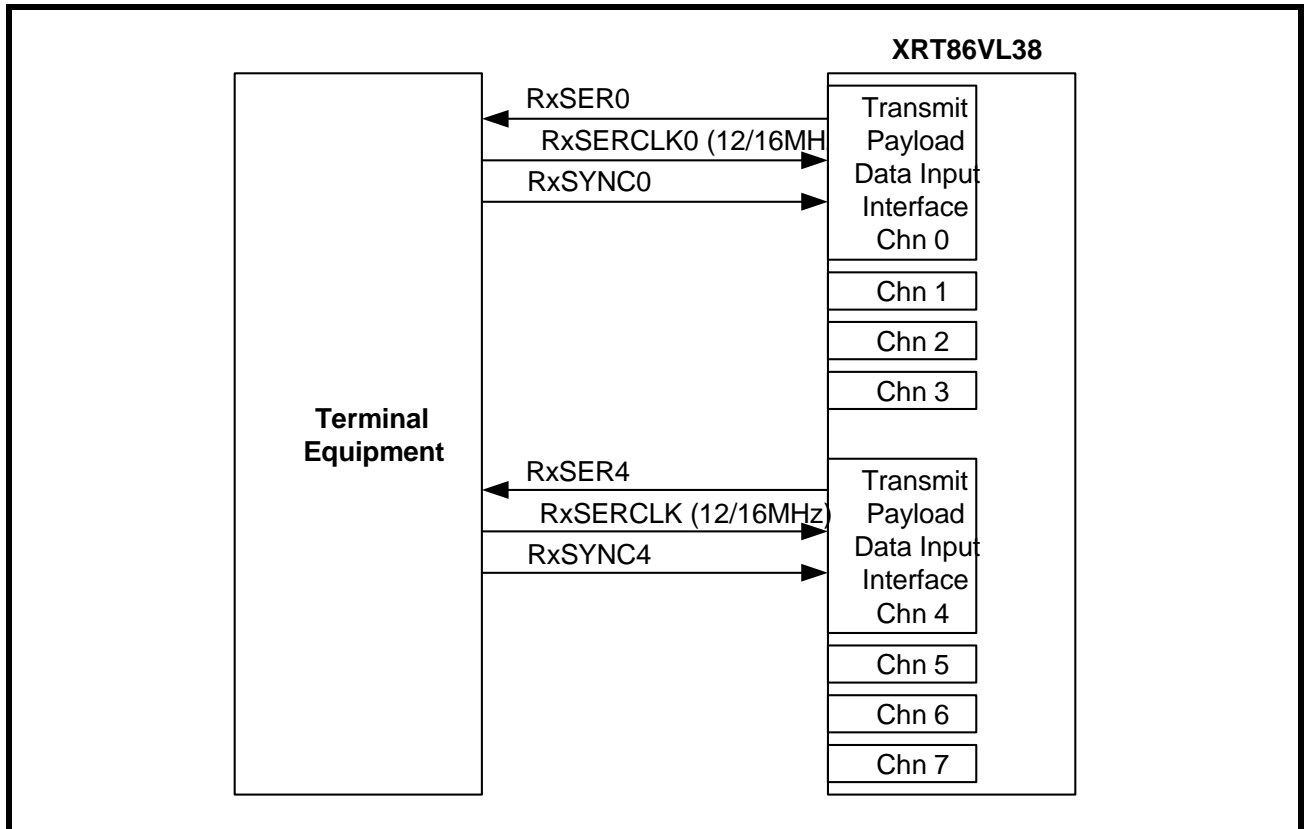 XRT86VL38
RxSER0
RxSERCLK0 (12/16MH
RxSYNC0
Transmit
Payload
Data Input
Interface
Chn 0
Chn 1
Chn 2
Chn 3
Terminal
Equipment
RxSER4
RxSERCLK (12/16MHz)
RxSYNC4
Transmit
Payload
Data Input
Interface
Chn 4
Chn 5
Chn 6
Chn 7